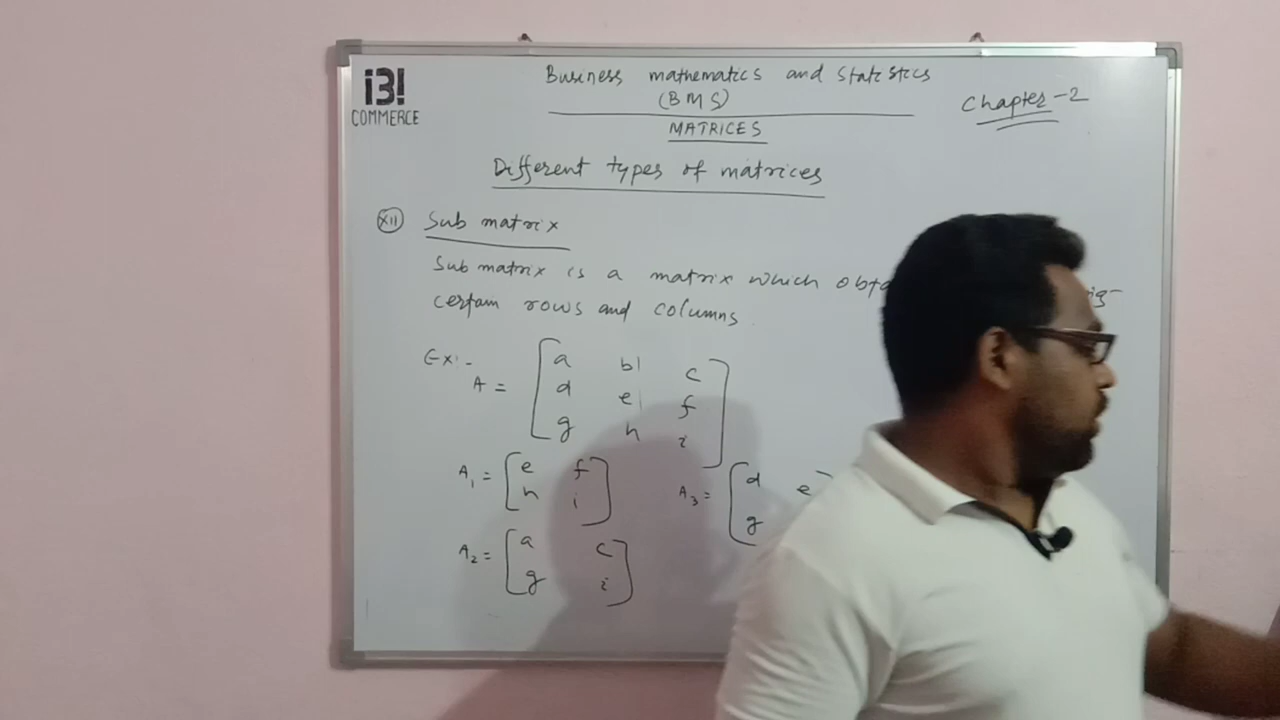 i3!
COMMERCE
Business mathematics and statistics
(BMS)
Chapter-2
MATRICES
Different types of matrices
XII Sub matrix
Sub matrix is a matrix which
certain rows and columns
Ex:-
A = [a b c
d e f
g h i]
A1 = [e f
h i]
A2 = [a c
g i]
A3 = [d e
g